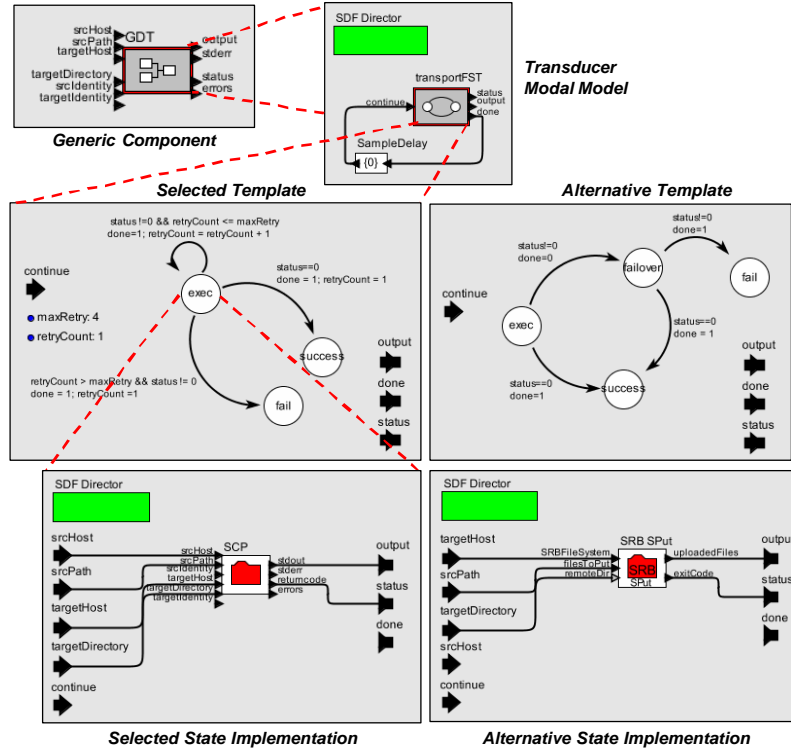 srcHost
srcPath
targetHost
targetDirectory
srcIdentity
targetIdentity
GDT
output
stderr
status
errors
Generic Component
SDF Director
transportFST
continue
status
output
done
SampleDelay
{0}
Transducer
Modal Model
Selected Template
status !=0 && retryCount <= maxRetry
done=1; retryCount = retryCount + 1
continue
maxRetry: 4
retryCount: 1
exec
status==0
done = 1; retryCount = 1
success
retryCount > maxRetry && status != 0
done = 1; retryCount =1
fail
output
done
status
Alternative Template
status!=0
done=0
status!=0
done=1
failover
fail
continue
exec
status==0
done = 1
status==0
done=1
success
output
done
status
SDF Director
srcHost
srcPath
targetHost
targetDirectory
continue
SCP
srcHost
srcPath
srcIdentity
targetHost
targetDirectory
targetIdentity
stdout
stderr
returncode
errors
output
status
done
Selected State Implementation
SDF Director
targetHost
srcPath
targetDirectory
srcHost
continue
SRB SPut
SRBFileSystem
filesToPut
remoteDir
SRB
SPut
uploadedFiles
exitCode
output
status
done
Alternative State Implementation